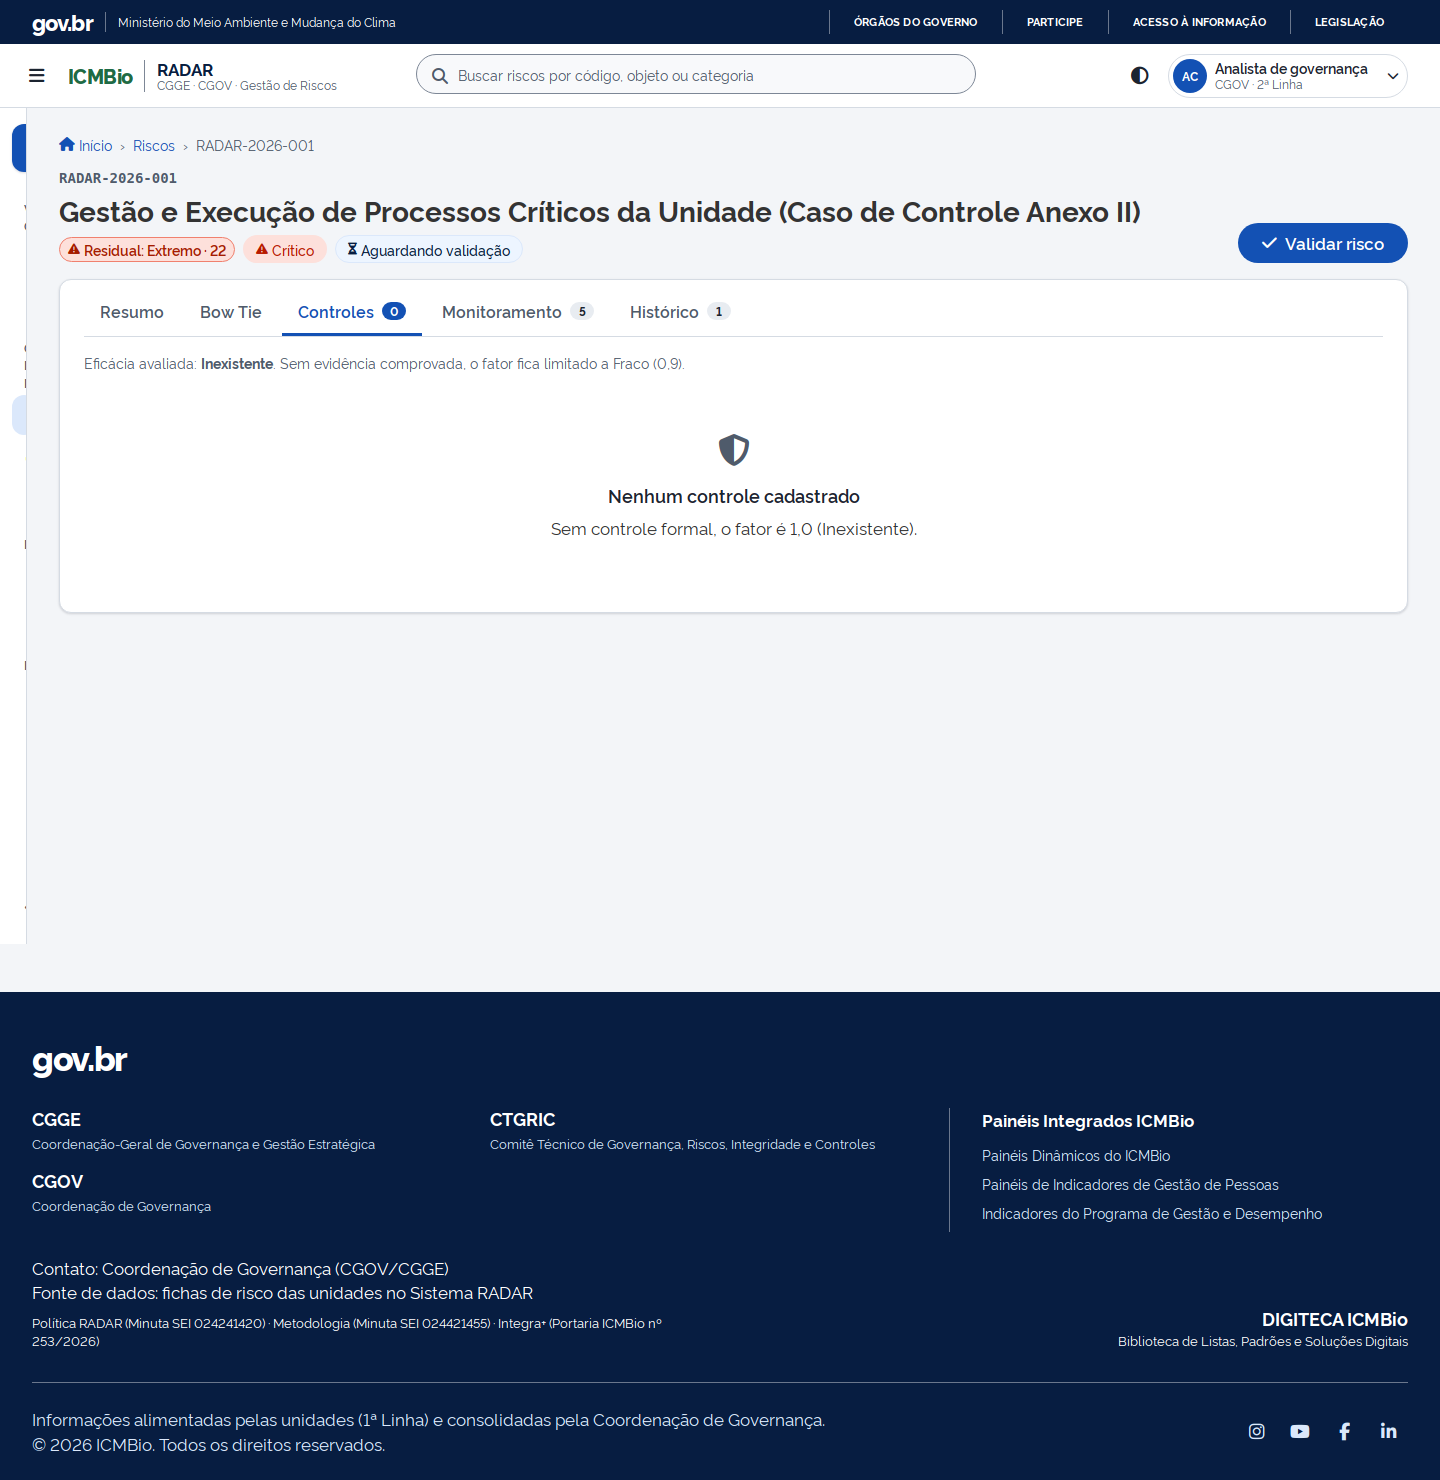 gov.br
Ministério do Meio Ambiente e Mudança do Clima
ÓRGÃOS DO GOVERNO
PARTICIPE
ACESSO À INFORMAÇÃO
LEGISLAÇÃO
ICMBio
RADAR
CGGE · CGOV · Gestão de Riscos
Buscar riscos por código, objeto ou categoria
AC
Analista de governança
CGOV · 2ª Linha
Início › Riscos › RADAR-2026-001
RADAR-2026-001
Gestão e Execução de Processos Críticos da Unidade (Caso de Controle Anexo II)
Residual: Extremo · 22
Crítico
Aguardando validação
Validar risco
Resumo
Bow Tie
Controles 0
Monitoramento 5
Histórico 1
Eficácia avaliada: Inexistente. Sem evidência comprovada, o fator fica limitado a Fraco (0,9).
Nenhum controle cadastrado
Sem controle formal, o fator é 1,0 (Inexistente).
gov.br
CGGE
Coordenação-Geral de Governança e Gestão Estratégica
CGOV
Coordenação de Governança
CTGRIC
Comitê Técnico de Governança, Riscos, Integridade e Controles
Painéis Integrados ICMBio
Painéis Dinâmicos do ICMBio
Painéis de Indicadores de Gestão de Pessoas
Indicadores do Programa de Gestão e Desempenho
Contato: Coordenação de Governança (CGOV/CGGE)
Fonte de dados: fichas de risco das unidades no Sistema RADAR
Política RADAR (Minuta SEI 024241420) · Metodologia (Minuta SEI 024421455) · Integra+ (Portaria ICMBio nº
253/2026)
DIGITECA ICMBio
Biblioteca de Listas, Padrões e Soluções Digitais
Informações alimentadas pelas unidades (1ª Linha) e consolidadas pela Coordenação de Governança.
© 2026 ICMBio. Todos os direitos reservados.